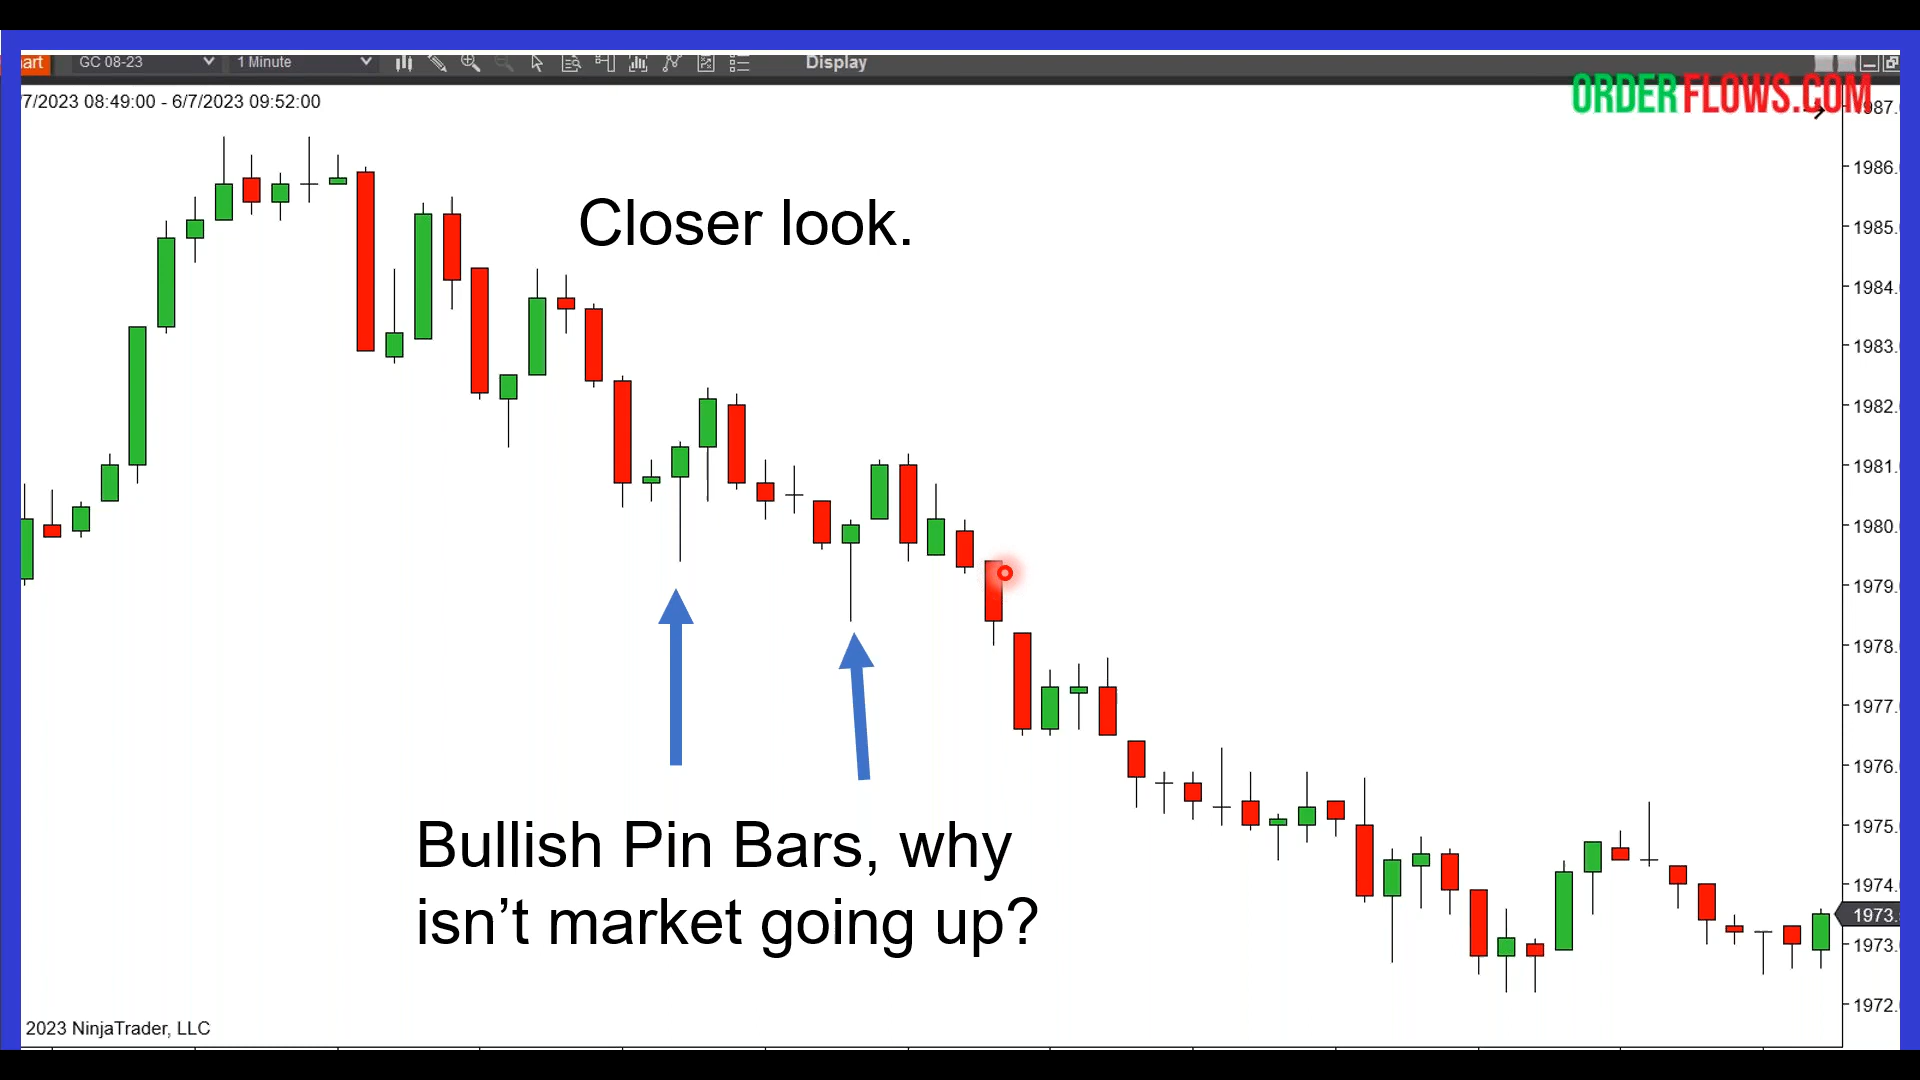 art GC 08-23 1 Minute Display
7/2023 08:49:00 - 6/7/2023 09:52:00
ORDERFLOWS.COM
987.
1986.
Closer look.
1985.
1984.
1983.
1982.
1981.
1980.
1979.
1978.
1977.
1976.
1975.
Bullish Pin Bars, why
isn’t market going up?
1974.
1973.
1973.
1972.
2023 NinjaTrader, LLC